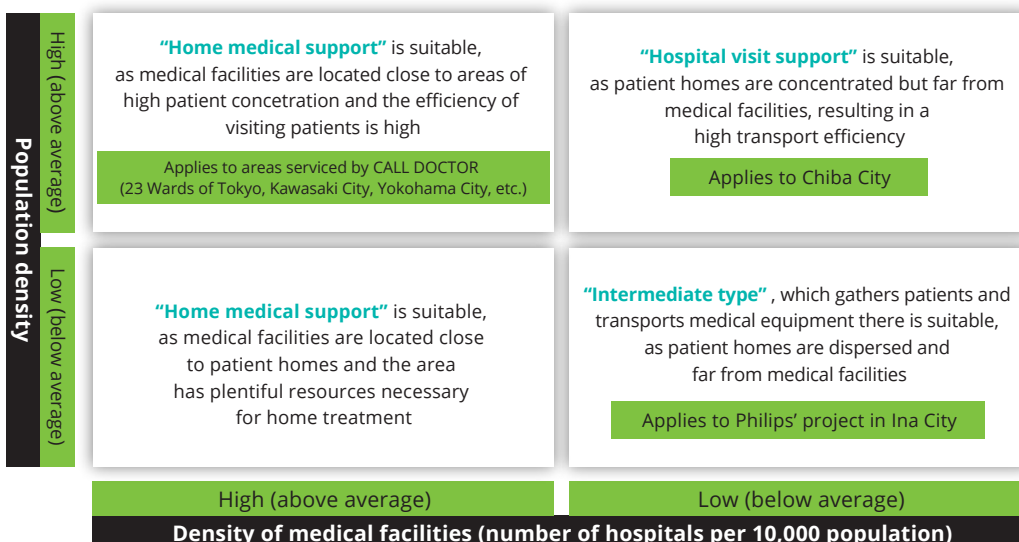 Population density
High (above average)
“Home medical support” is suitable,
as medical facilities are located close to areas of
high patient concetration and the efficiency of
visiting patients is high
Applies to areas serviced by CALL DOCTOR
(23 Wards of Tokyo, Kawasaki City, Yokohama City, etc.)
“Hospital visit support” is suitable,
as patient homes are concentrated but far from
medical facilities, resulting in a
high transport efficiency
Applies to Chiba City
Low (below average)
“Home medical support” is suitable,
as medical facilities are located close
to patient homes and the area
has plentiful resources necessary
for home treatment
“Intermediate type” , which gathers patients and
transports medical equipment there is suitable,
as patient homes are dispersed and
far from medical facilities
Applies to Philips’ project in Ina City
High (above average)
Low (below average)
Density of medical facilities (number of hospitals per 10,000 population)